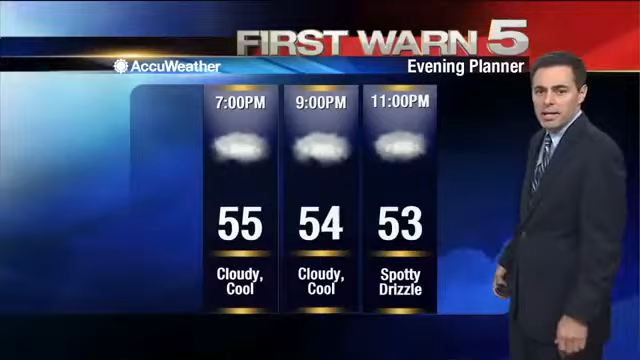 FIRST WARN 5
AccuWeather
Evening Planner
7:00PM 9:00PM 11:00PM
55 54 53
Cloudy, Cloudy, Spotty
Cool Cool Drizzle